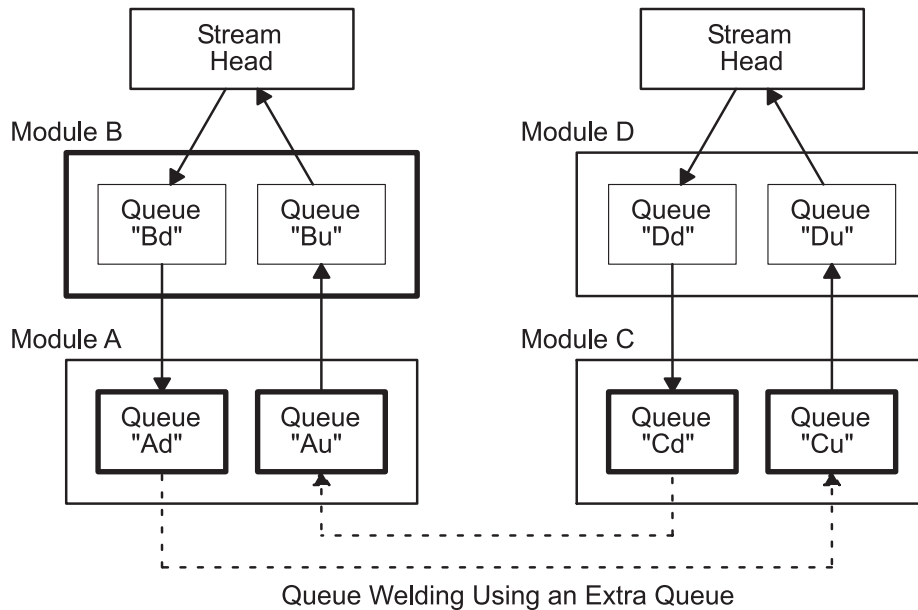 Stream
Head
Stream
Head
Module B
Module D
Queue
"Bd"
Queue
"Bu"
Queue
"Dd"
Queue
"Du"
Module A
Module C
Queue
"Ad"
Queue
"Au"
Queue
"Cd"
Queue
"Cu"
Queue Welding Using an Extra Queue